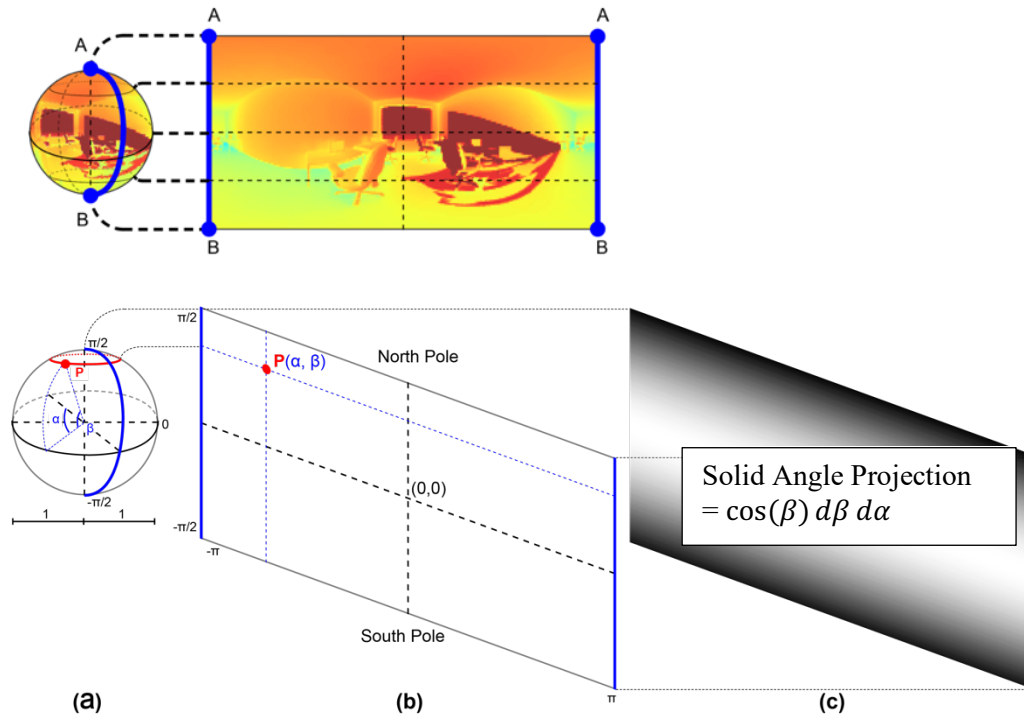 A
A
A
B
B
B
π/2
π/2
P
α
β
0
-π/2
1
1
North Pole
P(α, β)
(0,0)
-π/2
-π
South Pole
π
Solid Angle Projection
= cos(β) dβ dα
(a)
(b)
(c)